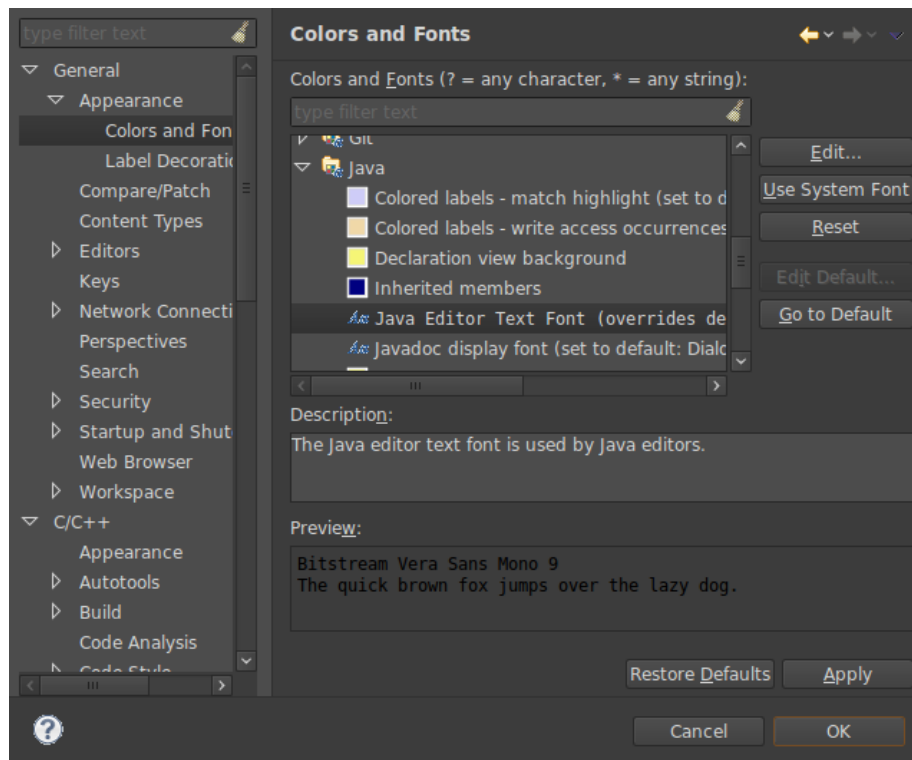 type filter text
General
Appearance
Colors and Fon
Label Decoratio
Compare/Patch
Content Types
Editors
Keys
Network Connecti
Perspectives
Search
Security
Startup and Shut
Web Browser
Workspace
C/C++
Appearance
Autotools
Build
Code Analysis
Code Style
Colors and Fonts
Colors and Fonts (? = any character, * = any string):
type filter text
Git
Java
Colored labels - match highlight (set to d
Colored labels - write access occurrences
Declaration view background
Inherited members
Java Editor Text Font (overrides de
Javadoc display font (set to default: Dialo
Edit...
Use System Font
Reset
Edit Default...
Go to Default
Description:
The Java editor text font is used by Java editors.
Preview:
Bitstream Vera Sans Mono 9
The quick brown fox jumps over the lazy dog.
Restore Defaults
Apply
Cancel
OK